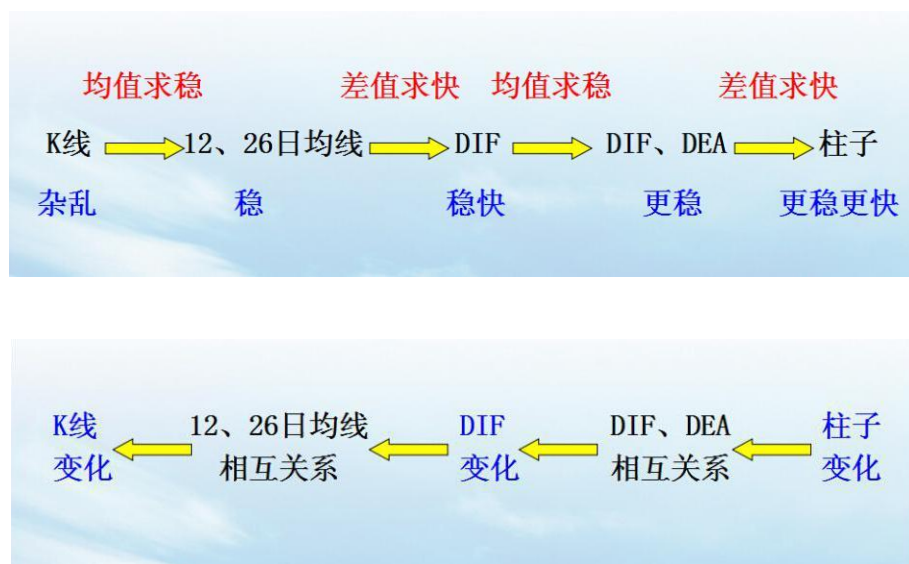 均值求稳 差值求快 均值求稳 差值求快
K线 12、26日均线 DIF DIF、DEA 柱子
杂乱 稳 稳快 更稳 更稳更快
K线 12、26日均线 DIF DIF、DEA 柱子
变化 相互关系 变化 相互关系 变化